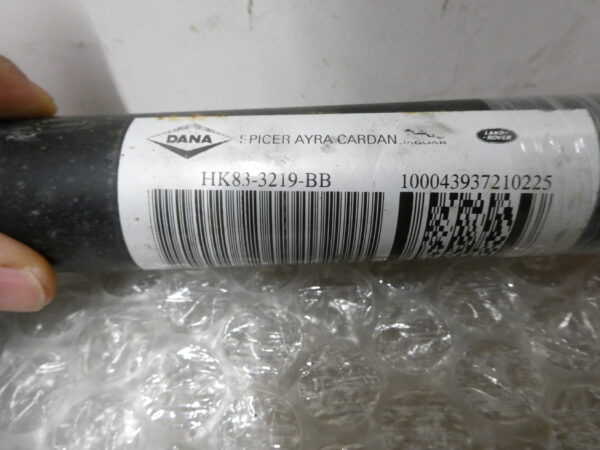 DANA SPICER AYRA CARDAN JAGUAR LAND-ROVER
HK83-3219-BB 100043937210225